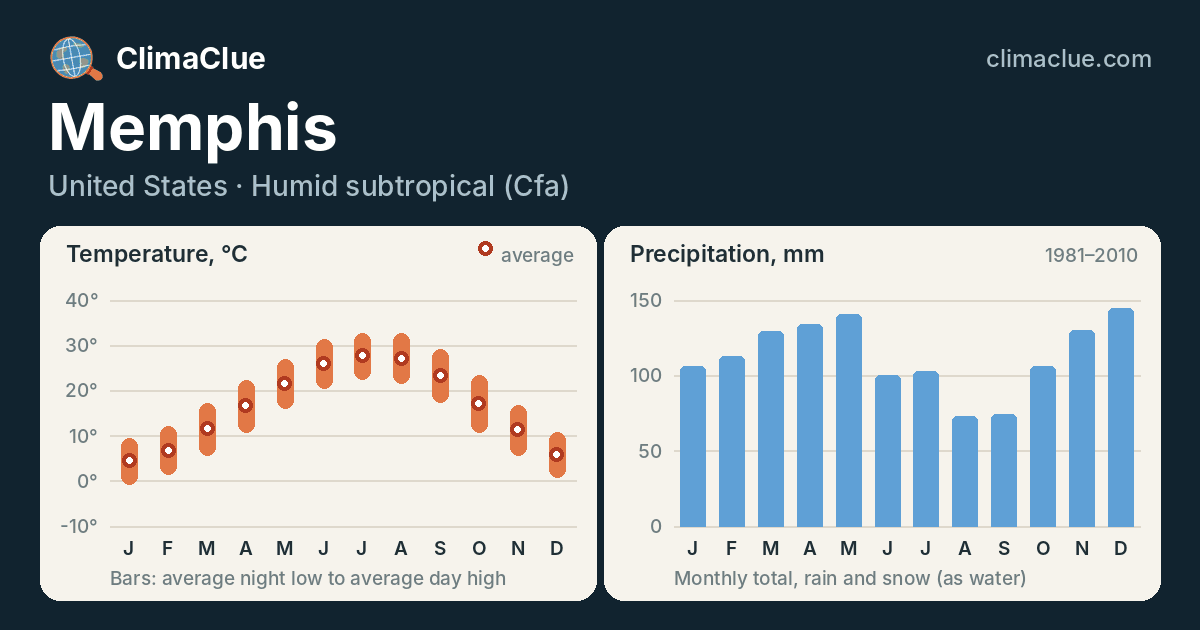 ClimaClue
climaclue.com
Memphis
United States · Humid subtropical (Cfa)
Temperature, °C
average
40°
30°
20°
10°
0°
-10°
J F M A M J J A S O N D
Bars: average night low to average day high
Precipitation, mm
1981–2010
150
100
50
0
J F M A M J J A S O N D
Monthly total, rain and snow (as water)